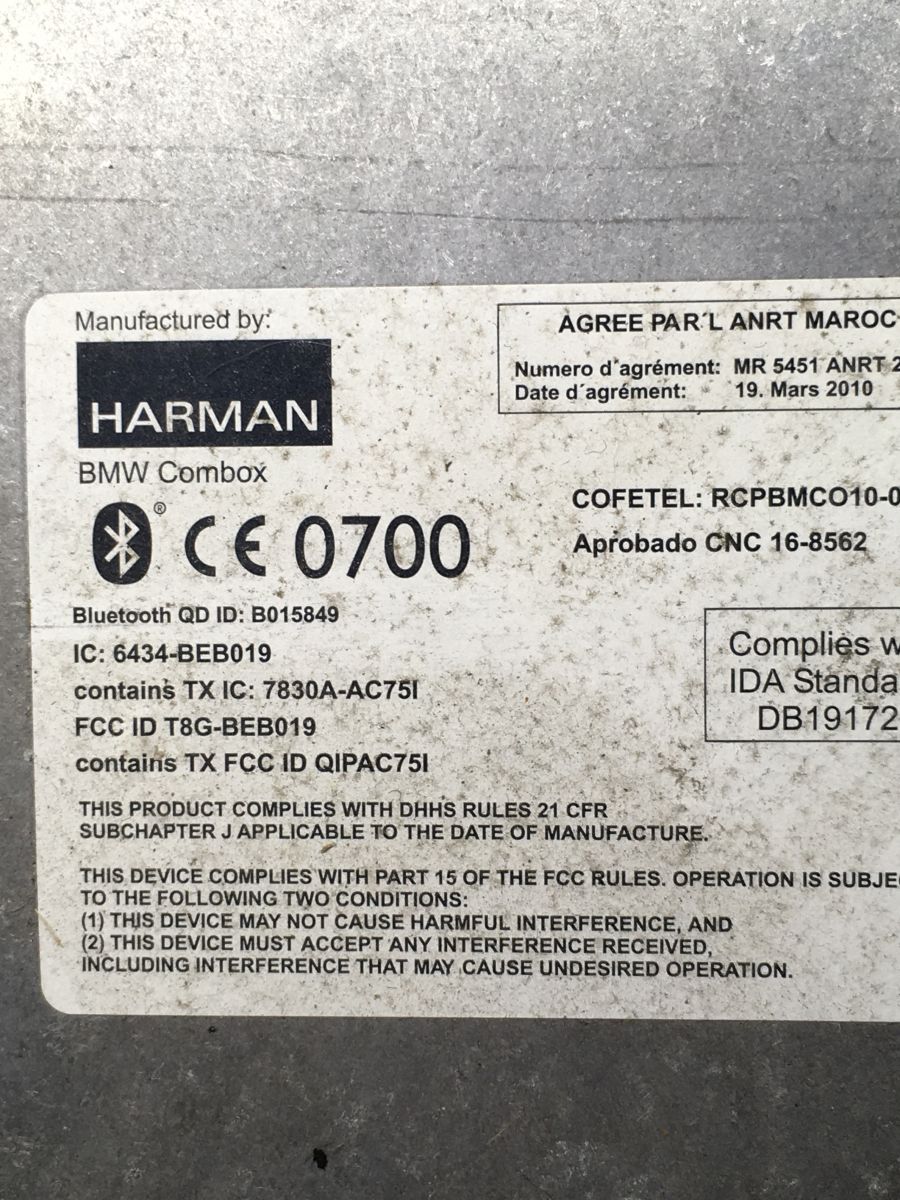 Manufactured by:
HARMAN
BMW Combox
® CE 0700
Bluetooth QD ID: B015849
IC: 6434-BEB019
contains TX IC: 7830A-AC75I
FCC ID T8G-BEB019
contains TX FCC ID QIPAC75I
AGREE PAR´L ANRT MAROC
Numero d´agrément: MR 5451 ANRT 2
Date d´agrément: 19. Mars 2010
COFETEL: RCPBMCO10-0
Aprobado CNC 16-8562
Complies w
IDA Standa
DB19172
THIS PRODUCT COMPLIES WITH DHHS RULES 21 CFR
SUBCHAPTER J APPLICABLE TO THE DATE OF MANUFACTURE.
THIS DEVICE COMPLIES WITH PART 15 OF THE FCC RULES. OPERATION IS SUBJE
TO THE FOLLOWING TWO CONDITIONS:
(1) THIS DEVICE MAY NOT CAUSE HARMFUL INTERFERENCE, AND
(2) THIS DEVICE MUST ACCEPT ANY INTERFERENCE RECEIVED,
INCLUDING INTERFERENCE THAT MAY CAUSE UNDESIRED OPERATION.